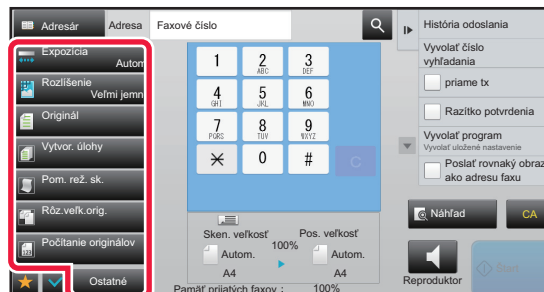 Adresár
Adresa
Faxové číslo
Expozícia
Autom
Rozlíšenie
Veľmi jemn
Originál
Vytvor. úlohy
Pom. rež. sk.
Rôz.veľk.orig.
Počítanie originálov
Ostatné
1
2
ABC
3
DEF
4
GHI
5
JKL
6
MNO
7
PQRS
8
TUV
9
WXYZ
0
#
C
Sken. veľkosť
100%
Pos. veľkosť
Autom.
A4
Autom.
A4
Pamäť prijatých faxov :
100%
História odoslania
Vyvolať číslo
vyhľadania
priame tx
Razítko potvrdenia
Vyvolať program
Vyvolať uložené nastavenie
Poslať rovnaký obraz
ako adresu faxu
Náhľad
CA
Reproduktor
Štart